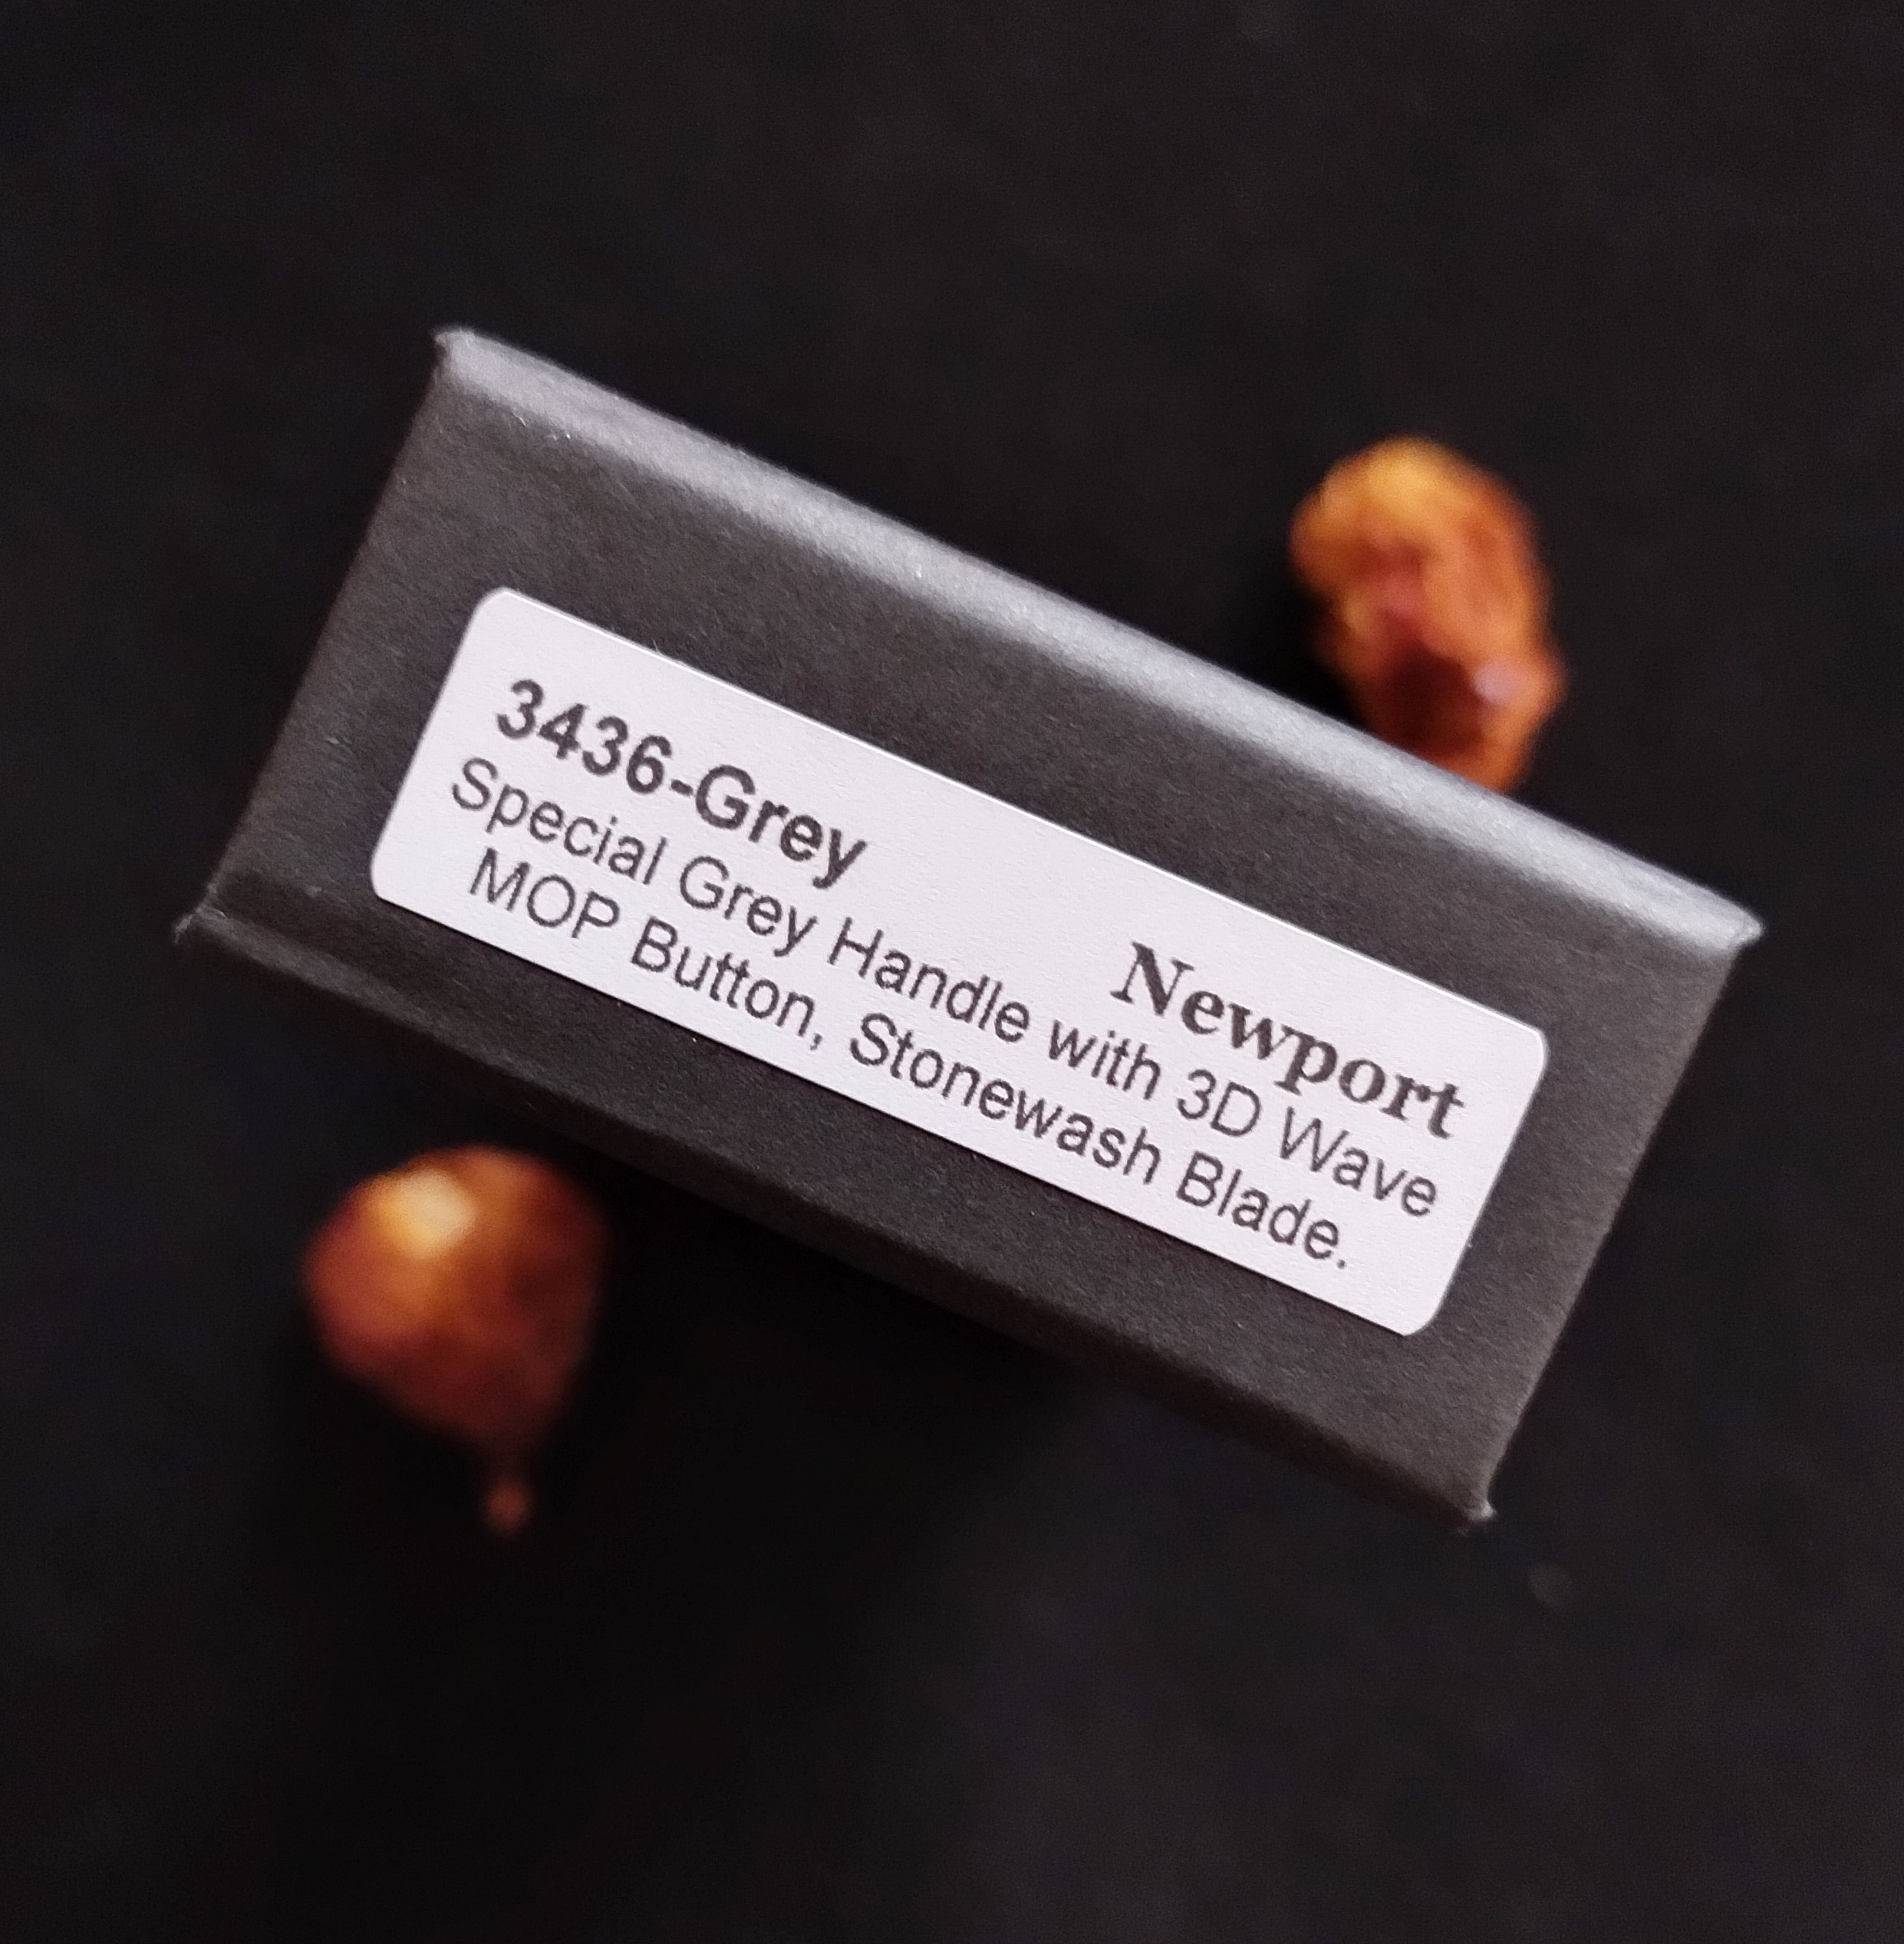 3436-Grey
Newport
Special Grey Handle with 3D Wave
MOP Button, Stonewash Blade.